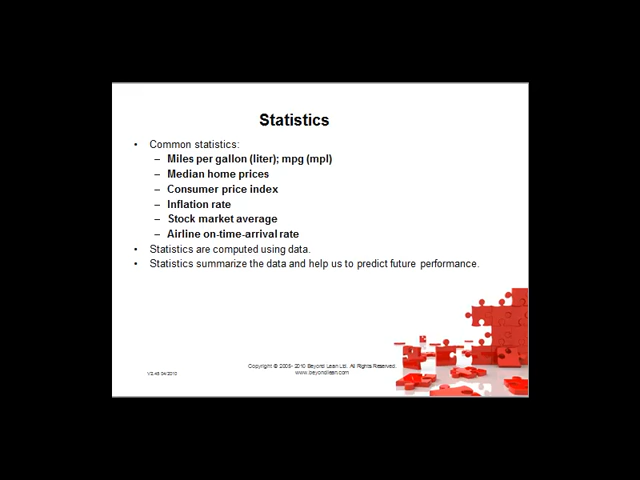 Statistics
• Common statistics:
– Miles per gallon (liter); mpg (mpl)
– Median home prices
– Consumer price index
– Inflation rate
– Stock market average
– Airline on-time-arrival rate
• Statistics are computed using data.
• Statistics summarize the data and help us to predict future performance.
Copyright © 2005- 2010 Beyond Lean Ltd. All Rights Reserved.
www.beyondlean.com